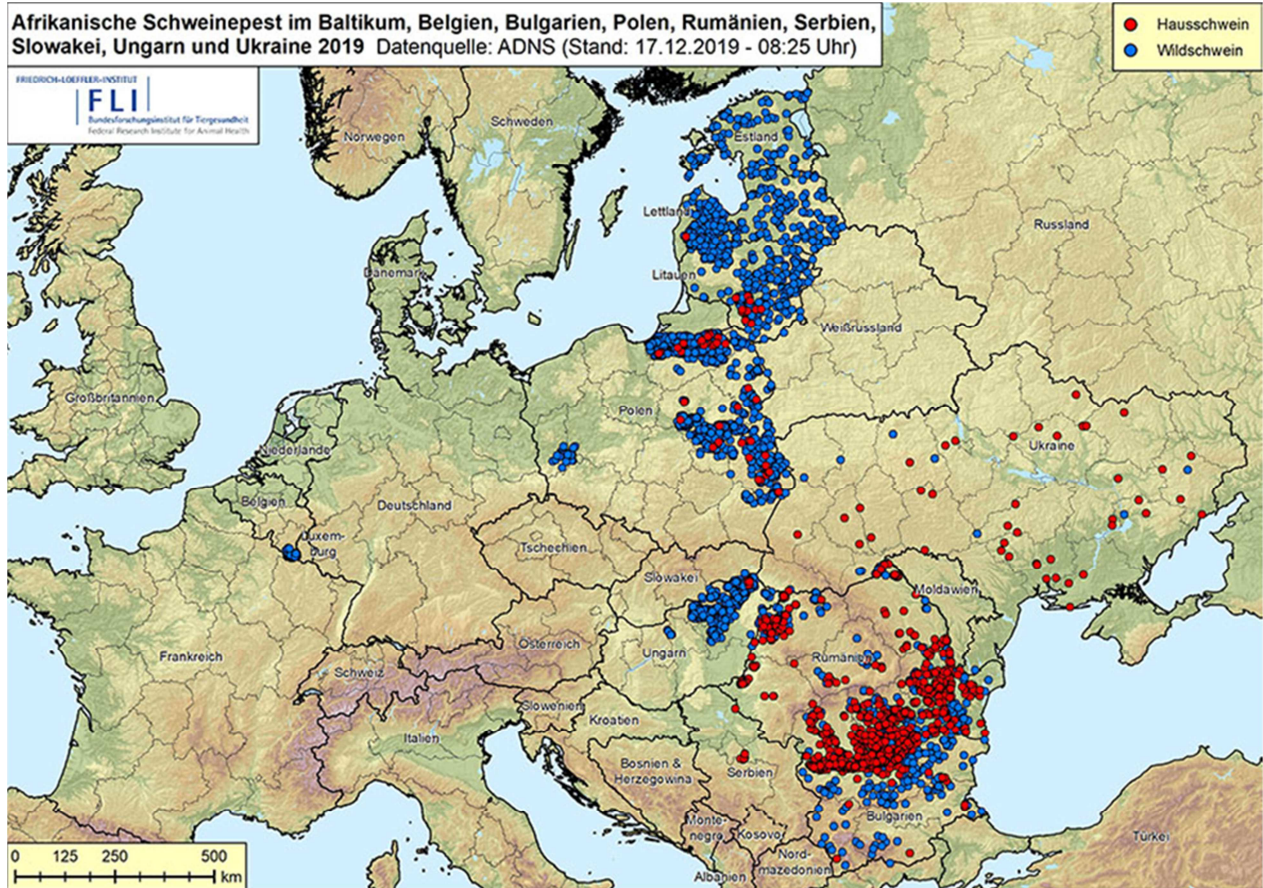 Afrikanische Schweinepest im Baltikum, Belgien, Bulgarien, Polen, Rumänien, Serbien,
Slowakei, Ungarn und Ukraine 2019 Datenquelle: ADNS (Stand: 17.12.2019 - 08:25 Uhr)
Hausschwein
Wildschwein
FRIEDRICH-LOEFFLER-INSTITUT
FLI
Bundesforschungsinstitut für Tiergesundheit
Federal Research Institute for Animal Health
Norwegen
Schweden
Estland
Lettland
Russland
Litauen
Dänemark
Weißrussland
Großbritannien
Polen
Niederlande
Ukraine
Belgien
Deutschland
Luxem-
burg
Tschechien
Slowakei
Moldawien
Österreich
Ungarn
Frankreich
Rumänien
Schweiz
Slowenien
Kroatien
Italien
Bosnien &
Herzegowina
Serbien
Bulgarien
Monte-
negro
Kosovo
Türkei
Nord-
mazedonien
Albanien
0 125 250 500
km